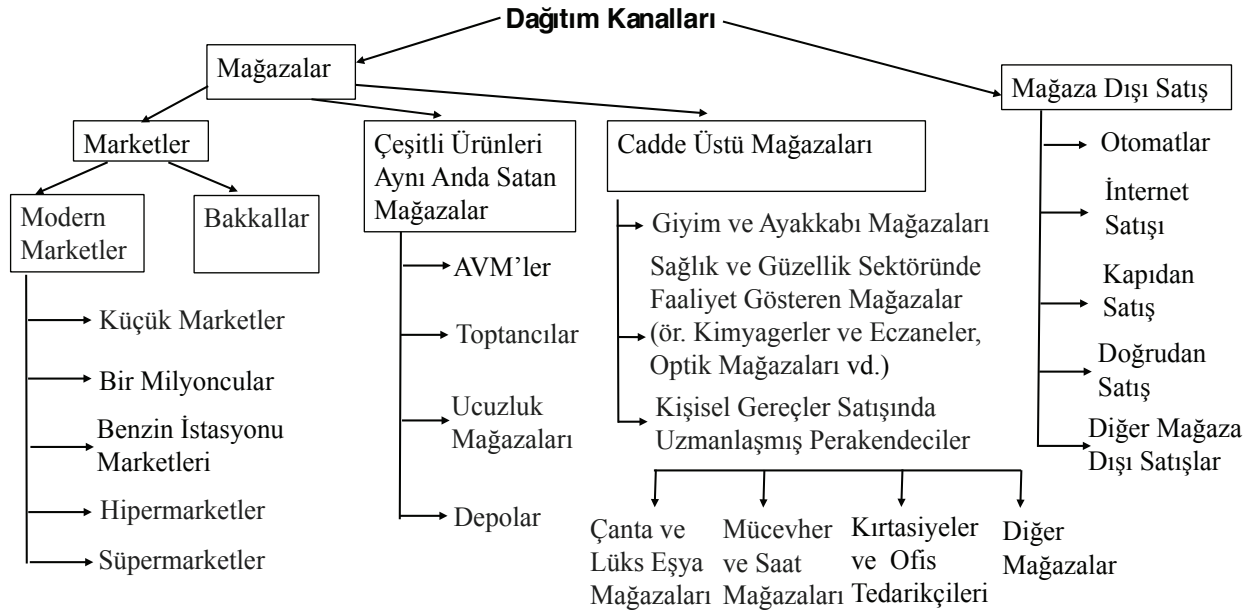 Dağıtım Kanalları
Mağazalar
Mağaza Dışı Satış
Marketler
Çeşitli Ürünleri
Aynı Anda Satan
Mağazalar
Cadde Üstü Mağazaları
Modern
Marketler
Bakkallar
Küçük Marketler
Bir Milyoncular
Benzin İstasyonu
Marketleri
Hipermarketler
Süpermarketler
AVM’ler
Toptancılar
Ucuzluk
Mağazaları
Depolar
Giyim ve Ayakkabı Mağazaları
Sağlık ve Güzellik Sektöründe
Faaliyet Gösteren Mağazalar
(ör. Kimyagerler ve Eczaneler,
Optik Mağazaları vd.)
Kişisel Gereçler Satışında
Uzmanlaşmış Perakendeciler
Çanta ve
Lüks Eşya
Mağazaları
Mücevher
ve Saat
Mağazaları
Kırtasiyeler
ve Ofis
Tedarikçileri
Diğer
Mağazalar
Otomatlar
İnternet
Satışı
Kapıdan
Satış
Doğrudan
Satış
Diğer Mağaza
Dışı Satışlar